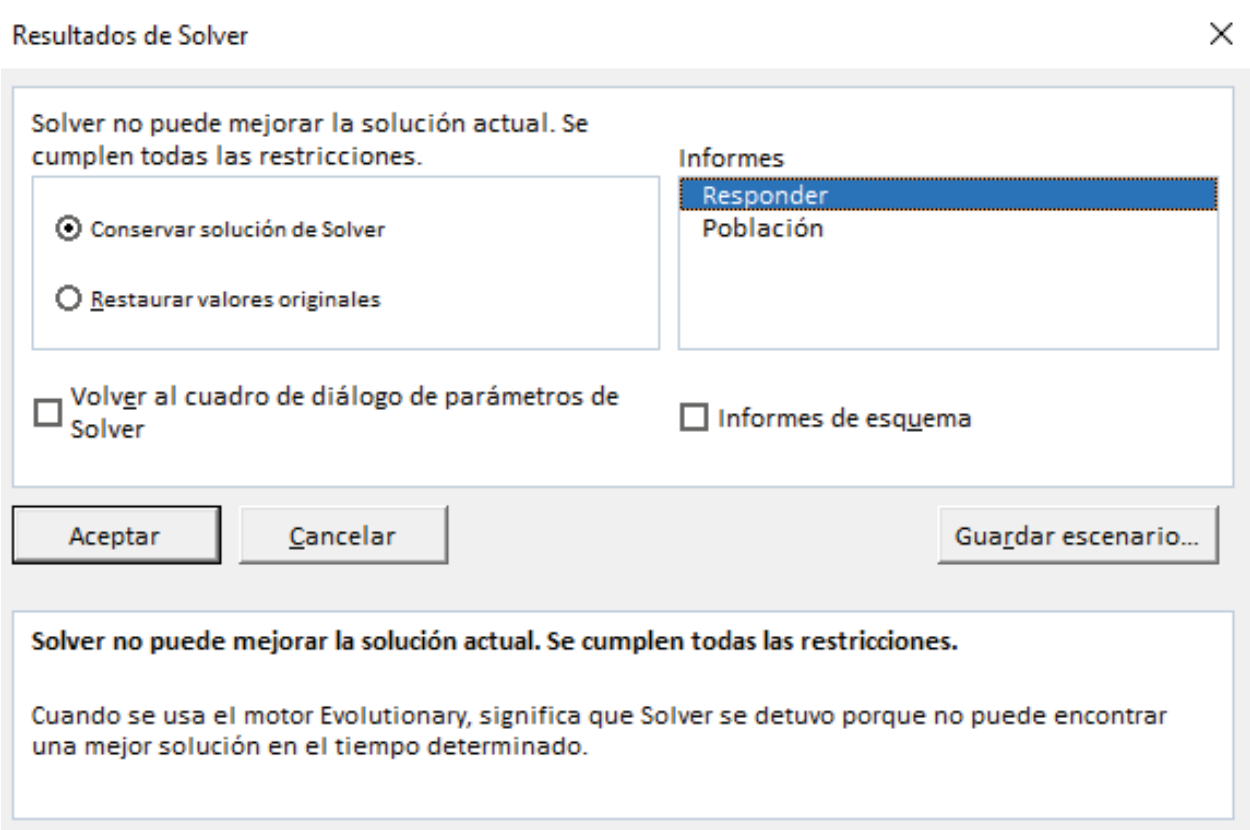 Resultados de Solver
Solver no puede mejorar la solución actual. Se
cumplen todas las restricciones.
Conservar solución de Solver
Restaurar valores originales
Informes
Responder
Población
Volver al cuadro de diálogo de parámetros de
Solver
Informes de esquema
Aceptar
Cancelar
Guardar escenario...
Solver no puede mejorar la solución actual. Se cumplen todas las restricciones.
Cuando se usa el motor Evolutionary, significa que Solver se detuvo porque no puede encontrar
una mejor solución en el tiempo determinado.